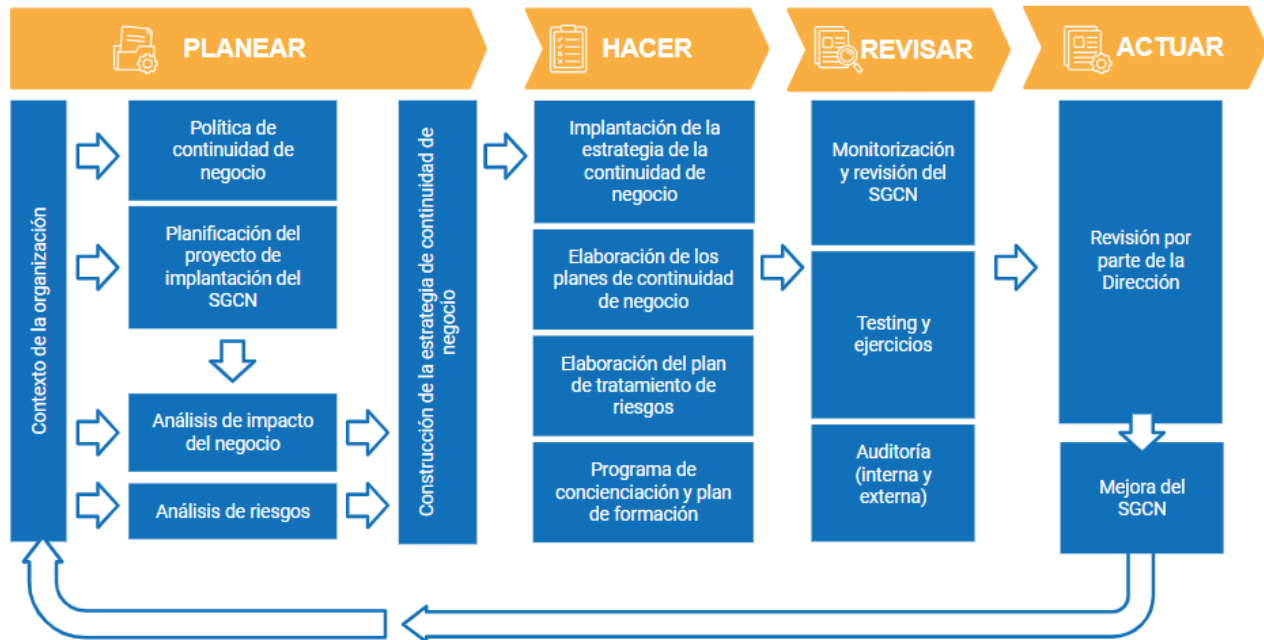 PLANEAR
HACER
REVISAR
ACTUAR
Contexto de la organización
Política de
continuidad de
negocio
Planificación del
proyecto de
implantación del
SGCN
Análisis de impacto
del negocio
Análisis de riesgos
Construcción de la estrategia de continuidad de
negocio
Implantación de la
estrategia de la
continuidad de
negocio
Elaboración de los
planes de continuidad
de negocio
Elaboración del plan
de tratamiento de
riesgos
Programa de
concienciación y plan
de formación
Monitorización
y revisión del
SGCN
Testing y
ejercicios
Auditoría
(interna y
externa)
Revisión por
parte de la
Dirección
Mejora del
SGCN